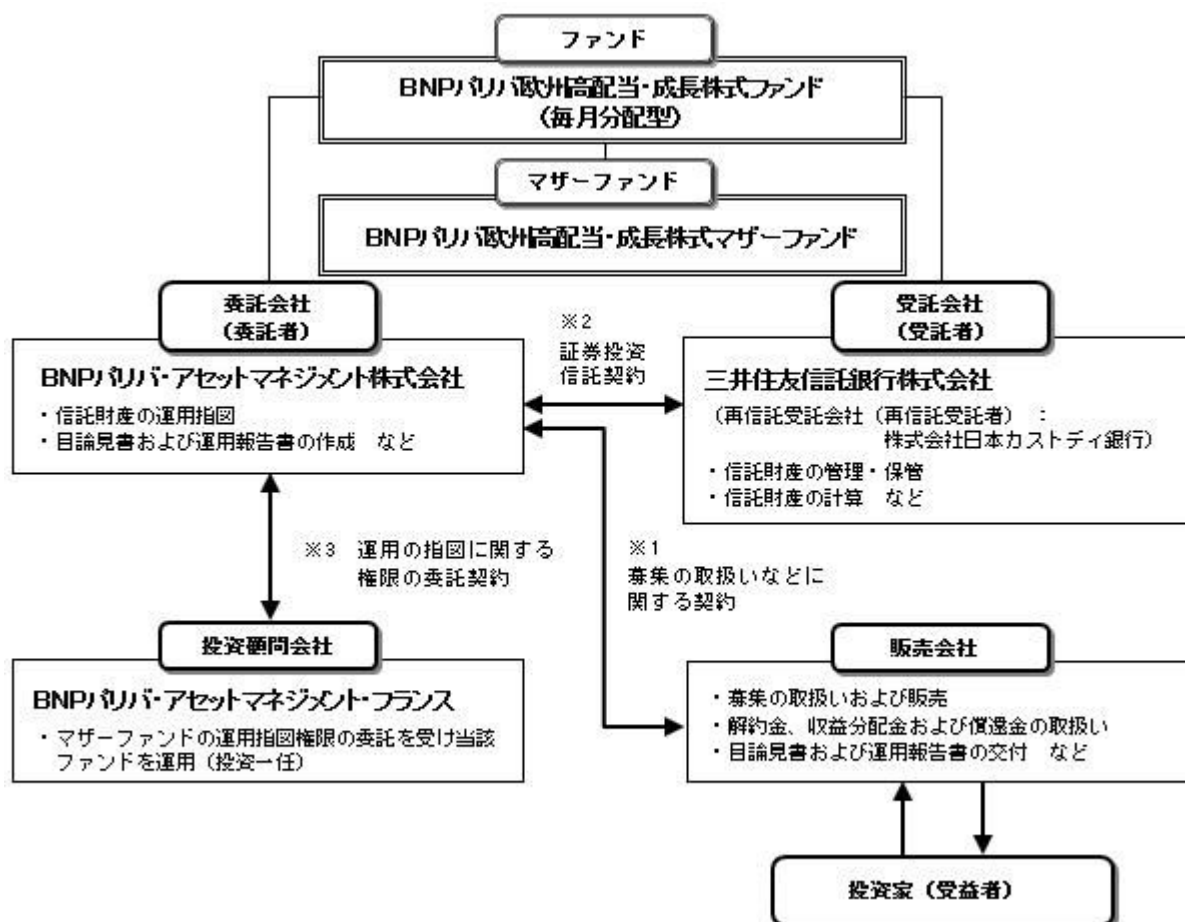 ファンド
BNPパリバ欧州高配当・成長株式ファンド
(毎月分配型)
マザーファンド
BNPパリバ欧州高配当・成長株式マザーファンド
委託会社
(委託者)
BNPパリバ・アセットマネジメント株式会社
・信託財産の運用指図
・目論見書および運用報告書の作成 など
※2
証券投資
信託契約
受託会社
(受託者)
三井住友信託銀行株式会社
(再信託受託会社(再信託受託者) :
株式会社日本カストディ銀行)
・信託財産の管理・保管
・信託財産の計算 など
※3 運用の指図に関する
権限の委託契約
※1
募集の取扱いなどに
関する契約
投資顧問会社
BNPパリバ・アセットマネジメント・フランス
・マザーファンドの運用指図権限の委託を受け当該
ファンドを運用(投資一任)
販売会社
・募集の取扱いおよび販売
・解約金、収益分配金および償還金の取扱い
・目論見書および運用報告書の交付 など
投資家(受益者)